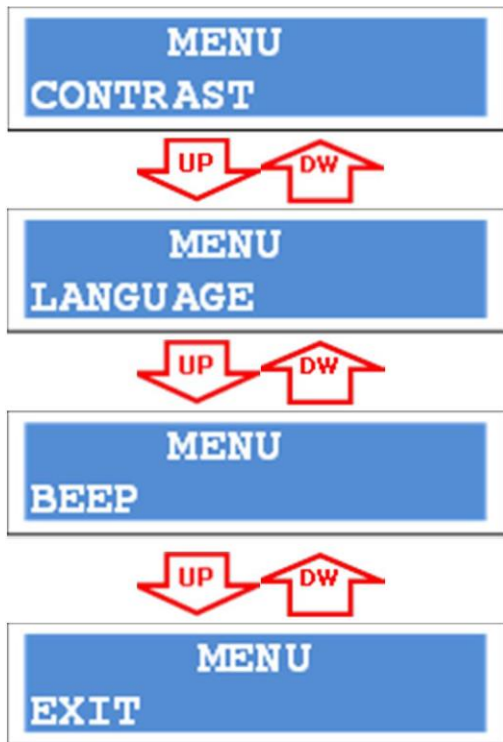 MENU
CONTRAST
UP DW
MENU
LANGUAGE
UP DW
MENU
BEEP
UP DW
MENU
EXIT